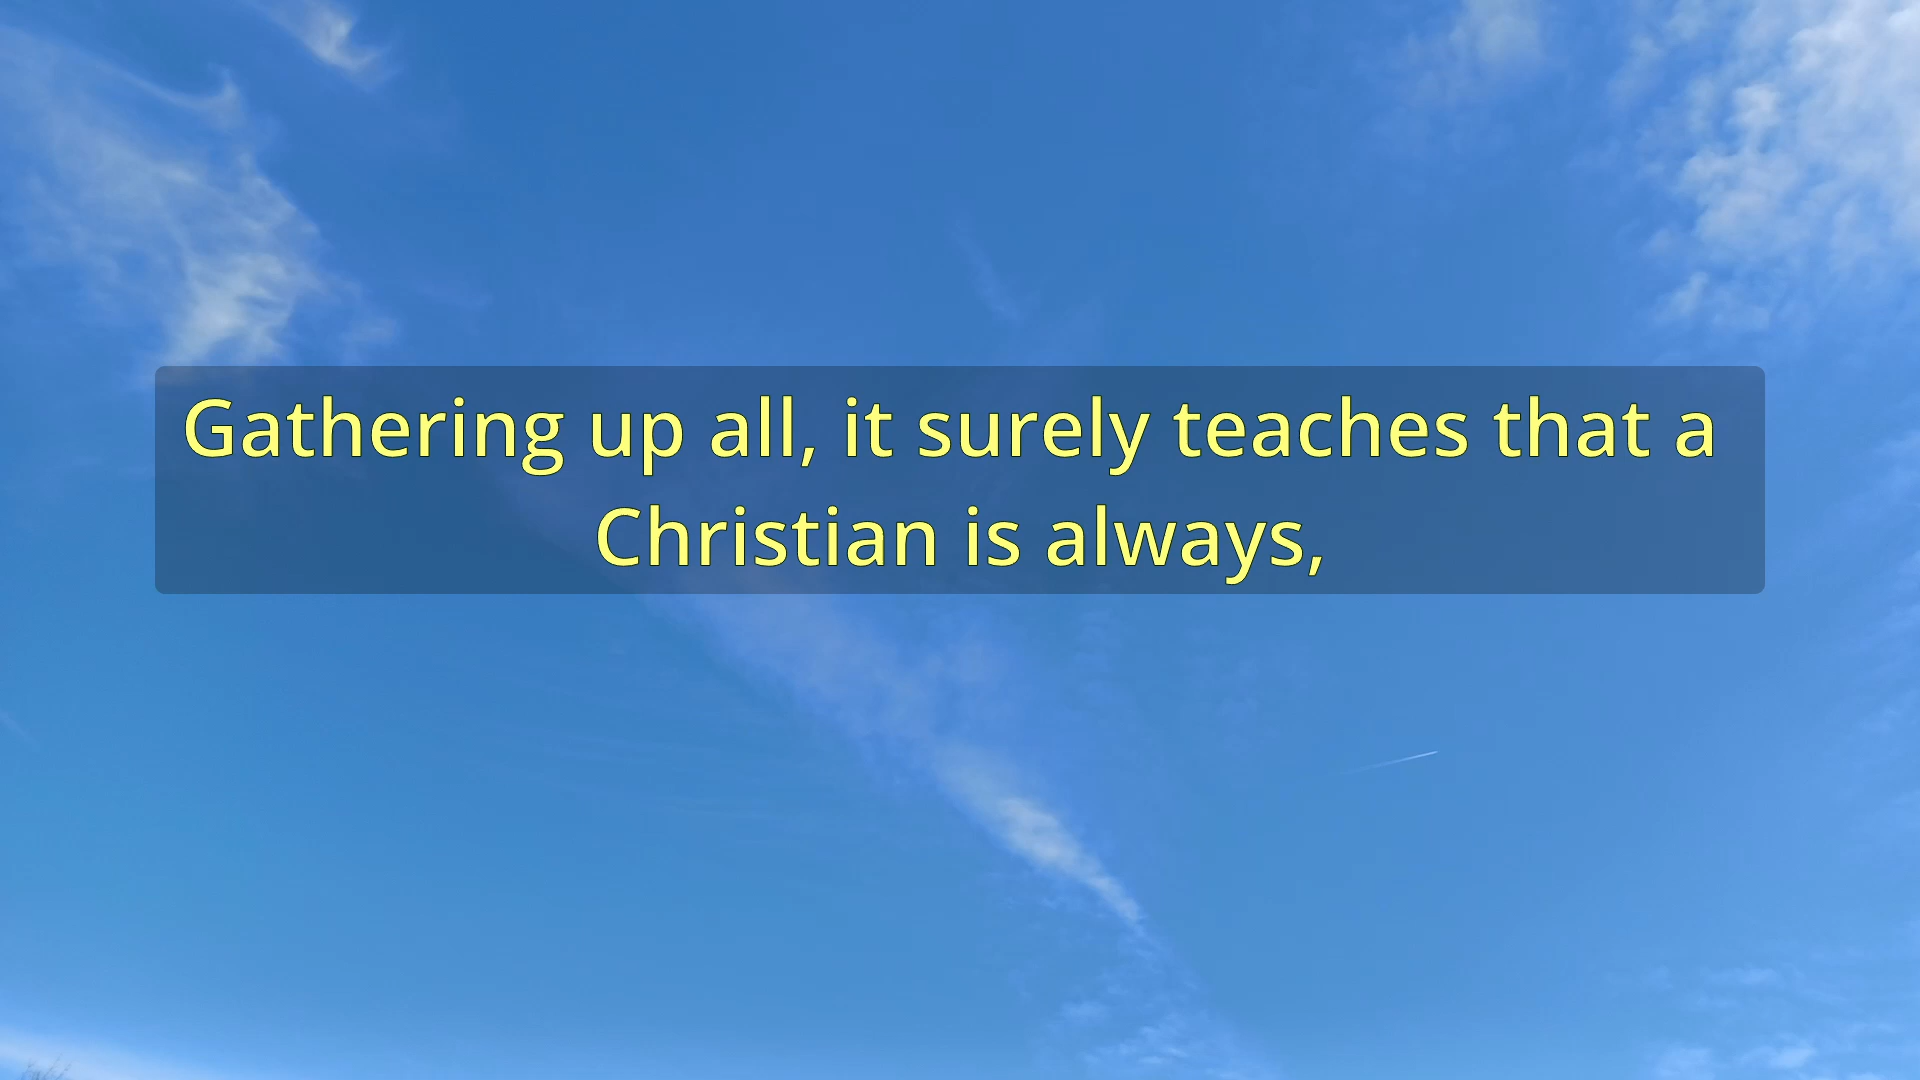 Gathering up all, it surely teaches that a
Christian is always,